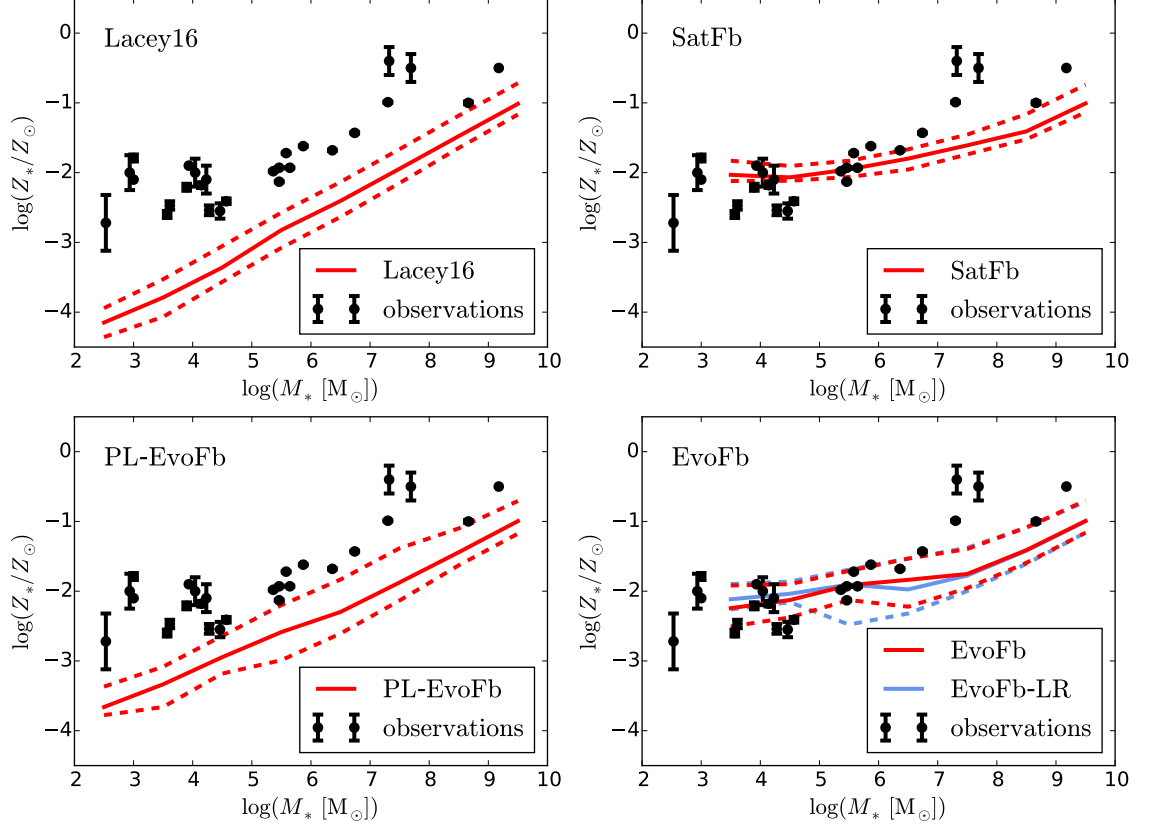 Lacey16
0
−1
−2
−3
−4
log(Z*/Z⊙)
Lacey16
observations
2 3 4 5 6 7 8 9 10
log(M* [M⊙])
SatFb
0
−1
−2
−3
−4
log(Z*/Z⊙)
SatFb
observations
2 3 4 5 6 7 8 9 10
log(M* [M⊙])
PL-EvoFb
0
−1
−2
−3
−4
log(Z*/Z⊙)
PL-EvoFb
observations
2 3 4 5 6 7 8 9 10
log(M* [M⊙])
EvoFb
0
−1
−2
−3
−4
log(Z*/Z⊙)
EvoFb
EvoFb-LR
observations
2 3 4 5 6 7 8 9 10
log(M* [M⊙])